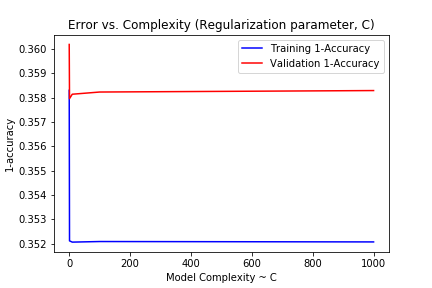 Error vs. Complexity (Regularization parameter, C)
Training 1-Accuracy
Validation 1-Accuracy
0.360
0.359
0.358
0.357
0.356
0.355
0.354
0.353
0.352
1-accuracy
0 200 400 600 800 1000
Model Complexity ~ C